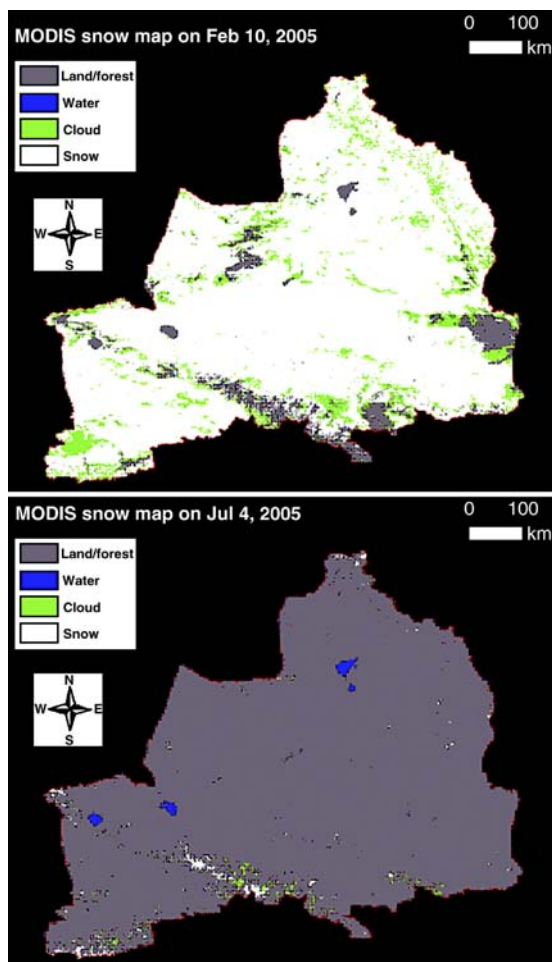 MODIS snow map on Feb 10, 2005
0 100
km
Land/forest
Water
Cloud
Snow
N
W E
S
MODIS snow map on Jul 4, 2005
0 100
km
Land/forest
Water
Cloud
Snow
N
W E
S